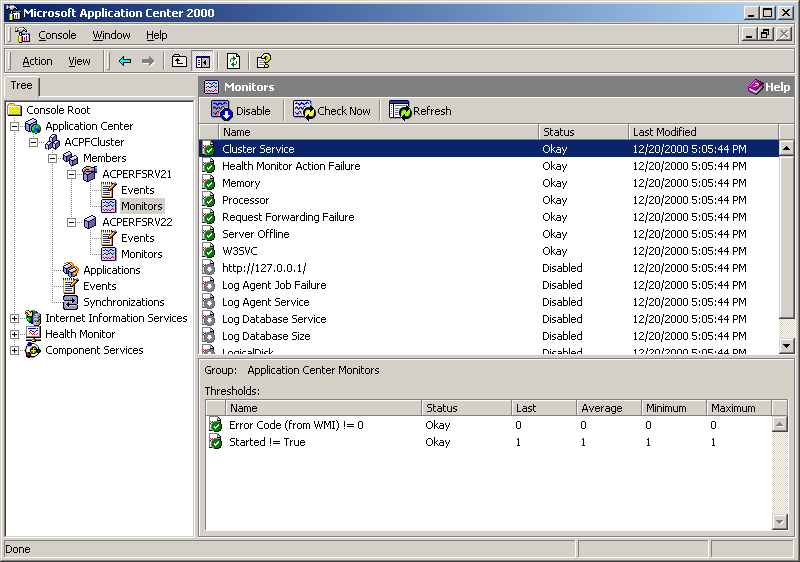 Microsoft Application Center 2000
Console Window Help
Action View
Tree
Console Root
Application Center
ACPFCluster
Members
ACPERFSRV21
Events
Monitors
ACPERFSRV22
Events
Monitors
Applications
Events
Synchronizations
Internet Information Services
Health Monitor
Component Services
Monitors Help
Disable Check Now Refresh
Name Status Last Modified
Cluster Service Okay 12/20/2000 5:05:44 PM
Health Monitor Action Failure Okay 12/20/2000 5:05:44 PM
Memory Okay 12/20/2000 5:05:44 PM
Processor Okay 12/20/2000 5:05:44 PM
Request Forwarding Failure Okay 12/20/2000 5:05:44 PM
Server Offline Okay 12/20/2000 5:05:44 PM
W3SVC Okay 12/20/2000 5:05:44 PM
http://127.0.0.1/ Disabled 12/20/2000 5:05:44 PM
Log Agent Job Failure Disabled 12/20/2000 5:05:44 PM
Log Agent Service Disabled 12/20/2000 5:05:44 PM
Log Database Service Disabled 12/20/2000 5:05:44 PM
Log Database Size Disabled 12/20/2000 5:05:44 PM
LogicalDisk Disabled 12/20/2000 5:05:44 PM
Group: Application Center Monitors
Thresholds:
Name Status Last Average Minimum Maximum
Error Code (from WMI) != 0 Okay 0 0 0 0
Started != True Okay 1 1 1 1
Done